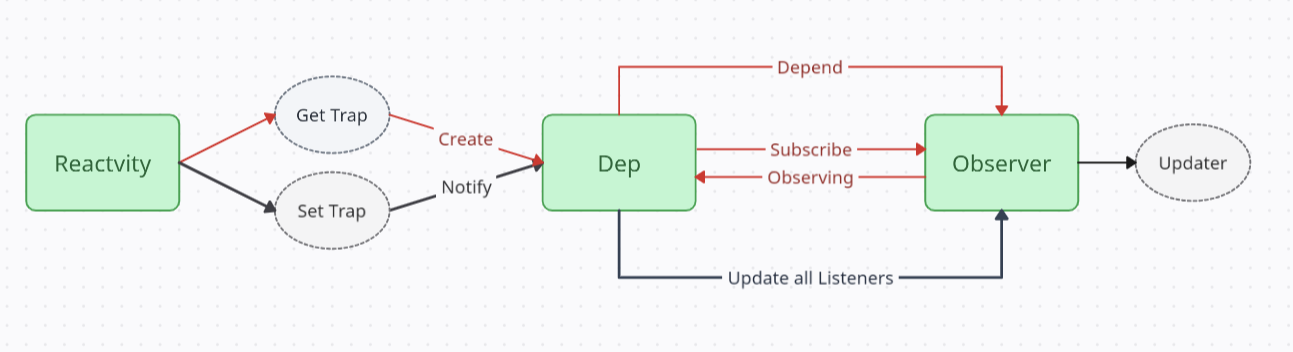 Reactvity
Get Trap
Set Trap
Create
Notify
Dep
Depend
Subscribe
Observing
Update all Listeners
Observer
Updater